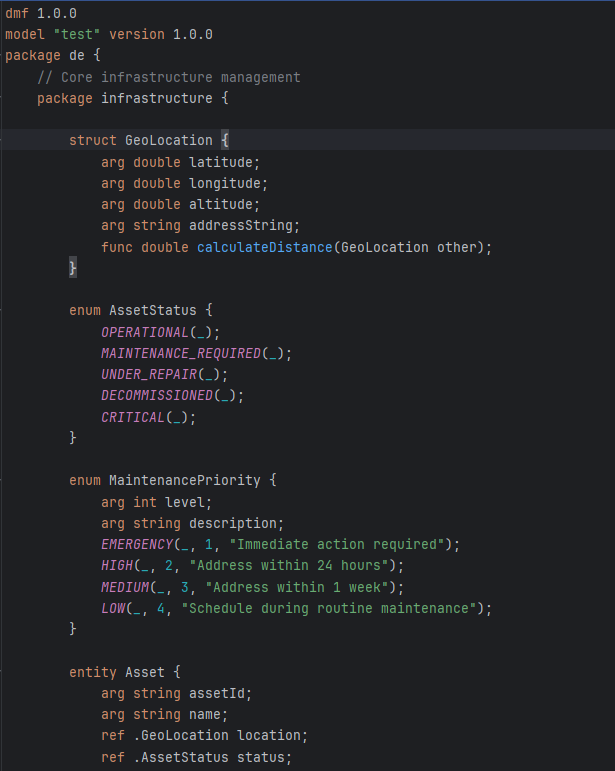 dmf 1.0.0
model "test" version 1.0.0
package de {
    // Core infrastructure management
    package infrastructure {

        struct GeoLocation {
            arg double latitude;
            arg double longitude;
            arg double altitude;
            arg string addressString;
            func double calculateDistance(GeoLocation other);
        }

        enum AssetStatus {
            OPERATIONAL(_);
            MAINTENANCE_REQUIRED(_);
            UNDER_REPAIR(_);
            DECOMMISSIONED(_);
            CRITICAL(_);
        }

        enum MaintenancePriority {
            arg int level;
            arg string description;
            EMERGENCY(_, 1, "Immediate action required");
            HIGH(_, 2, "Address within 24 hours");
            MEDIUM(_, 3, "Address within 1 week");
            LOW(_, 4, "Schedule during routine maintenance");
        }

        entity Asset {
            arg string assetId;
            arg string name;
            ref .GeoLocation location;
            ref .AssetStatus status;